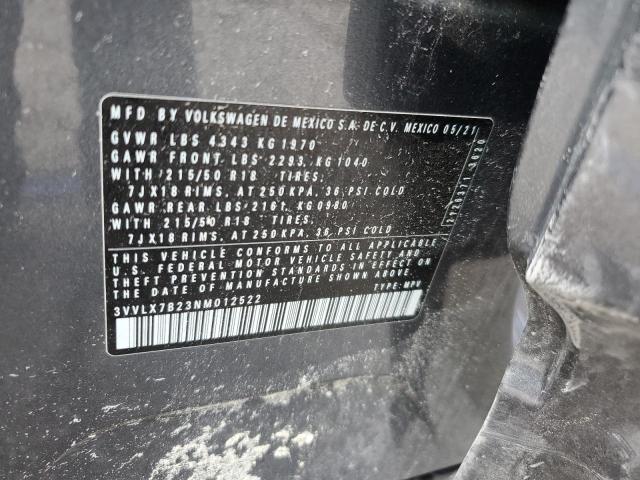 MFD BY VOLKSWAGEN DE MEXICO S.A. DE C.V. MEXICO 05/21
GVWR LBS 4343 KG 1970
GAWR FRONT LBS 2293, KG 1040
WITH 215/50 R18 TIRES,
7JX18 RIMS, AT 250 KPA, 36 PSI COLD
GAWR REAR LBS 2161, KG 0980
WITH 215/50 R18 TIRES,
7JX18 RIMS, AT 250 KPA, 36 PSI COLD
THIS VEHICLE CONFORMS TO ALL APPLICABLE
U.S. FEDERAL MOTOR VEHICLE SAFETY AND
THEFT PREVENTION STANDARDS IN EFFECT ON
THE DATE OF MANUFACTURE SHOWN ABOVE.
3VVLX7B23NM012522 TYPE: MPV